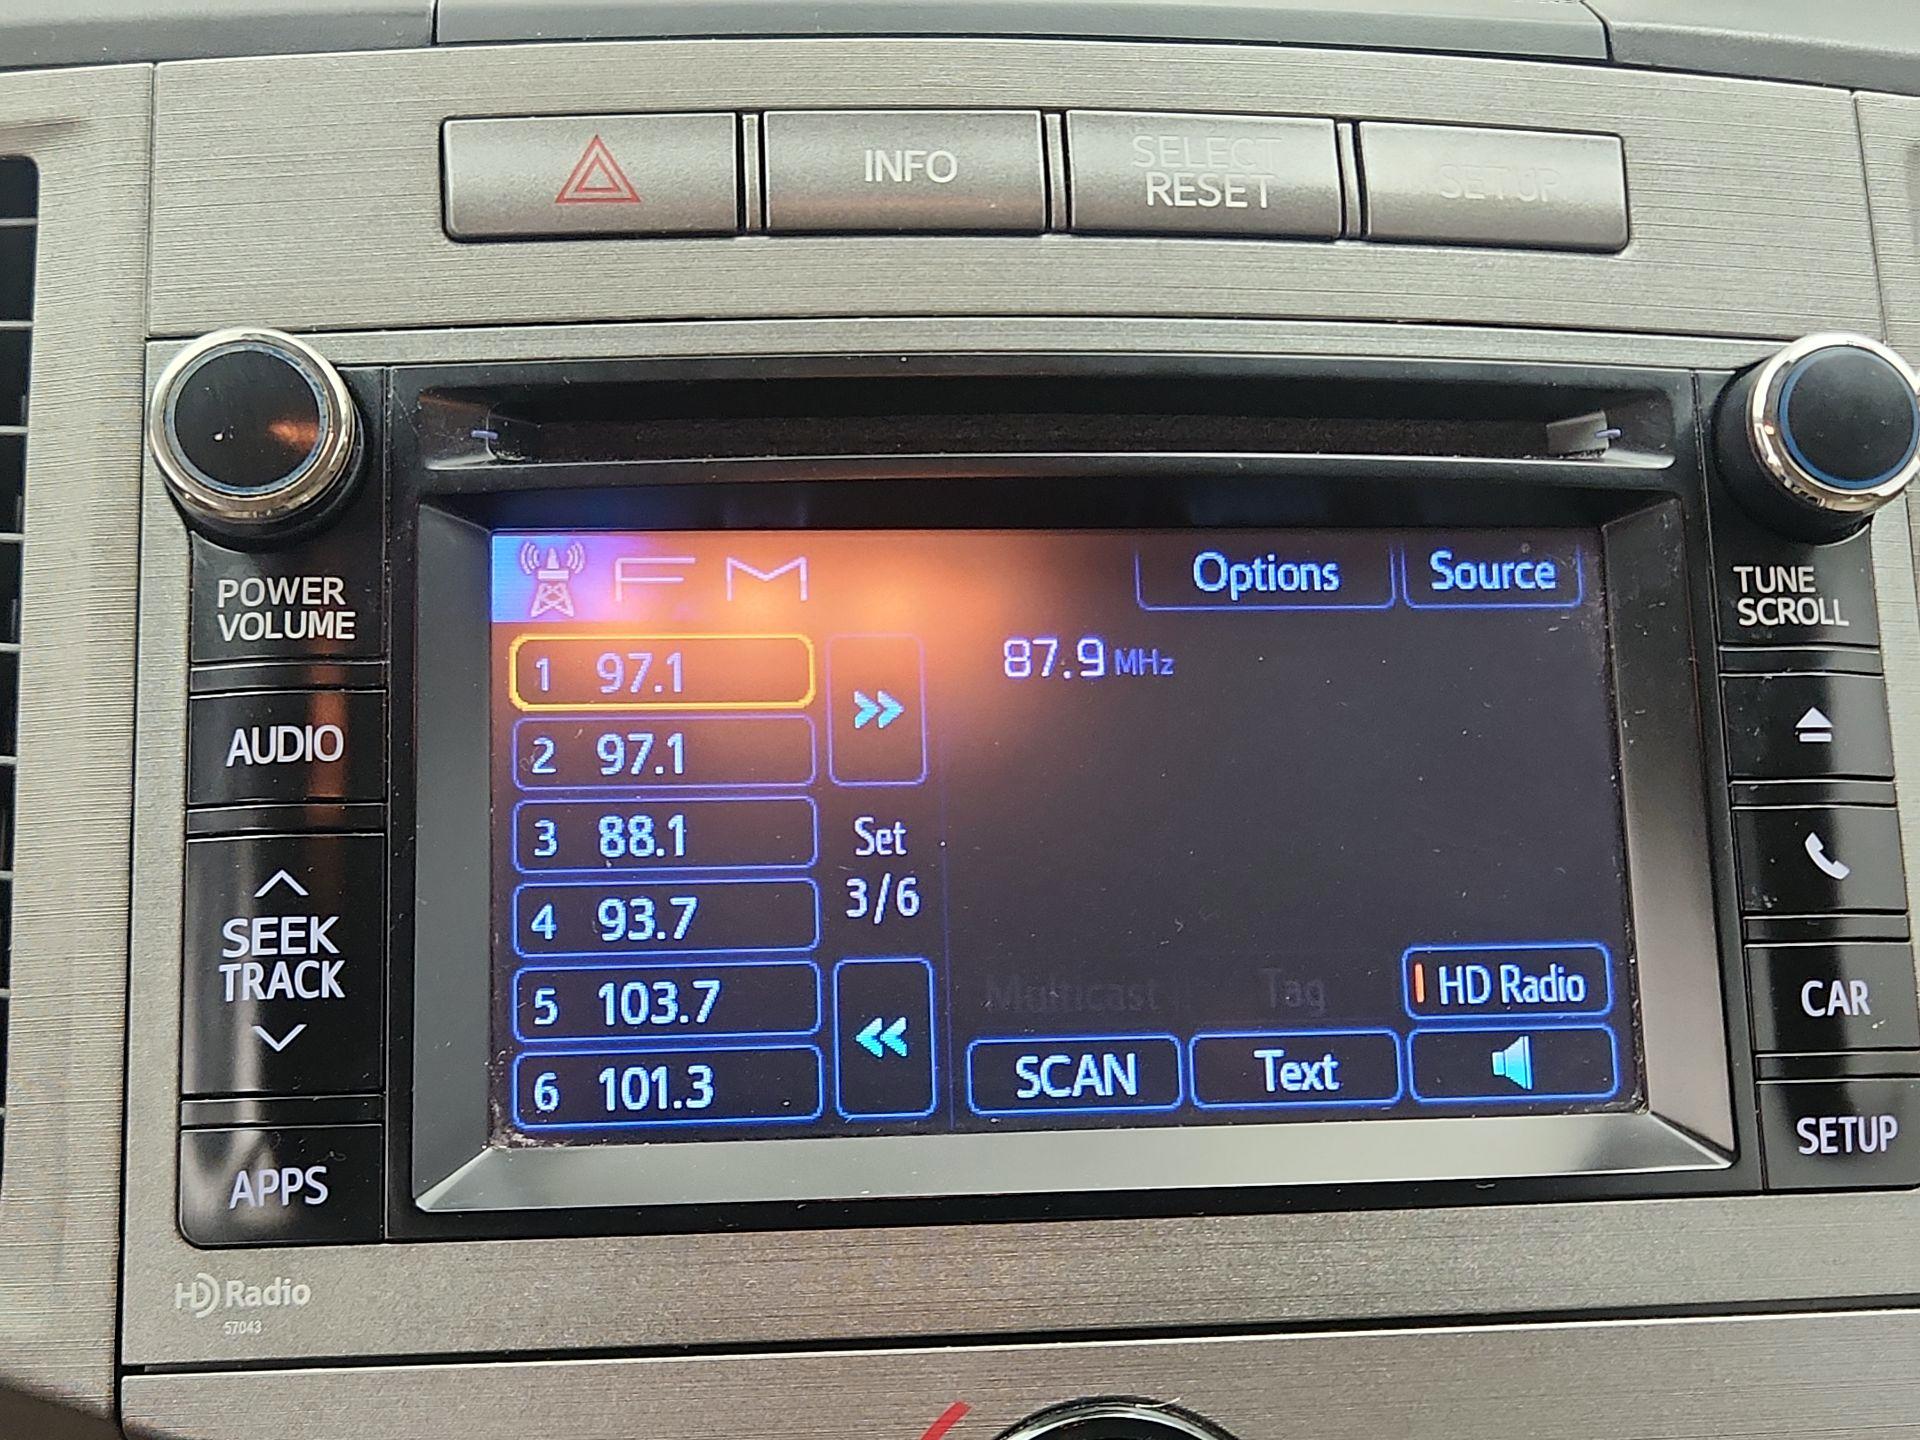 INFO
SELECT
RESET
SETUP
FM
Options
Source
POWER
VOLUME
TUNE
SCROLL
1 97.1
87.9 MHz
2 97.1
AUDIO
3 88.1
Set
3/6
4 93.7
SEEK
TRACK
5 103.7
Multicast
Tag
HD Radio
CAR
6 101.3
SCAN
Text
SETUP
APPS
HD Radio
57043